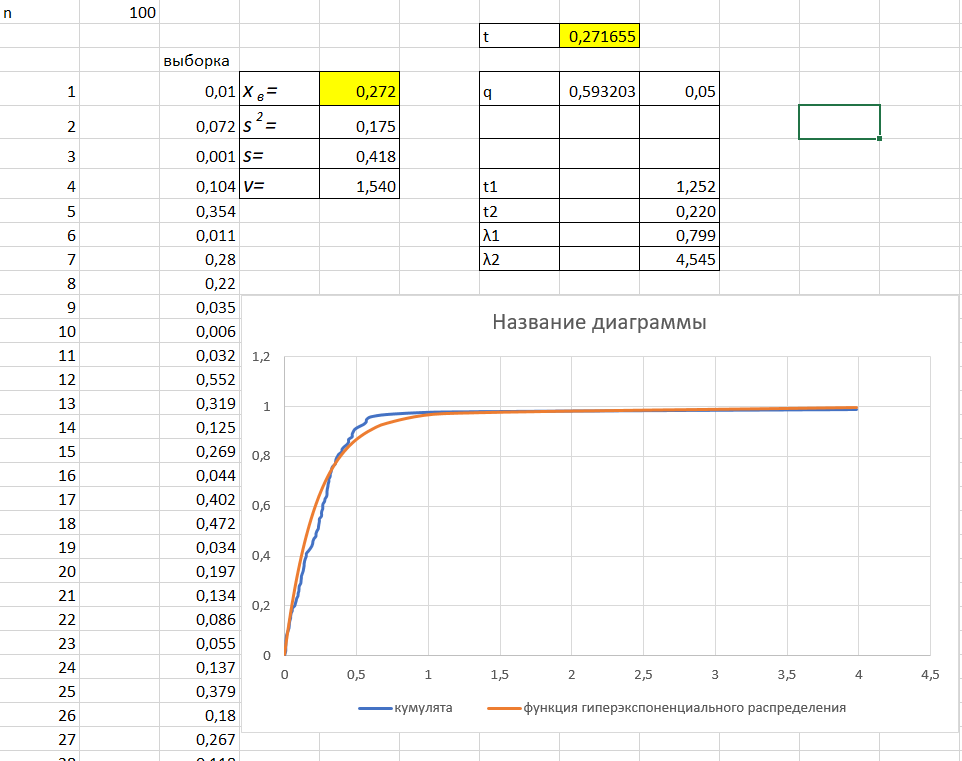 n 100
t 0,271655
выборка
1 0,01 x в = 0,272 q 0,593203 0,05
2 0,072 s 2 = 0,175
3 0,001 s= 0,418
4 0,104 v= 1,540 t1 1,252
5 0,354 t2 0,220
6 0,011 λ1 0,799
7 0,28 λ2 4,545
8 0,22
9 0,035
10 0,006
11 0,032
12 0,552
13 0,319
14 0,125
15 0,269
16 0,044
17 0,402
18 0,472
19 0,034
20 0,197
21 0,134
22 0,086
23 0,055
24 0,137
25 0,379
26 0,18
27 0,267
Название диаграммы
1,2
1
0,8
0,6
0,4
0,2
0
0 0,5 1 1,5 2 2,5 3 3,5 4 4,5
кумулята функция гиперэкспоненциального распределения